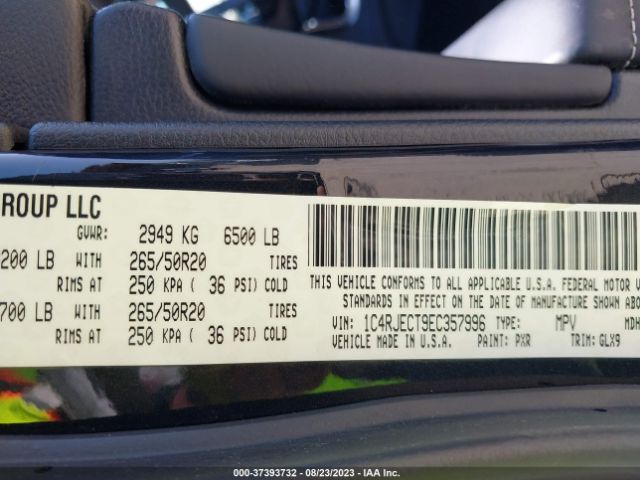 ROUP LLC
GVWR: 2949 KG 6500 LB
200 LB WITH 265/50R20 TIRES
RIMS AT 250 KPA ( 36 PSI) COLD
700 LB WITH 265/50R20 TIRES
RIMS AT 250 KPA ( 36 PSI) COLD
THIS VEHICLE CONFORMS TO ALL APPLICABLE U.S.A. FEDERAL MOTOR V
STANDARDS IN EFFECT ON THE DATE OF MANUFACTURE SHOWN ABOV
VIN: 1C4RJECT9EC357996 TYPE: MPV MDH
VEHICLE MADE IN U.S.A. PAINT: PXR TRIM: GLX9
000-37393732 - 08/23/2023 - IAA Inc.